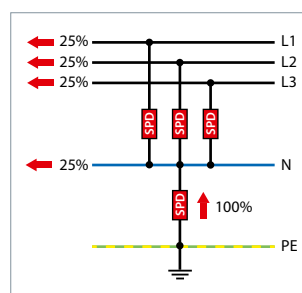 25% L1
25% L2
25% L3
SPD SPD SPD
25% N
SPD 100%
PE